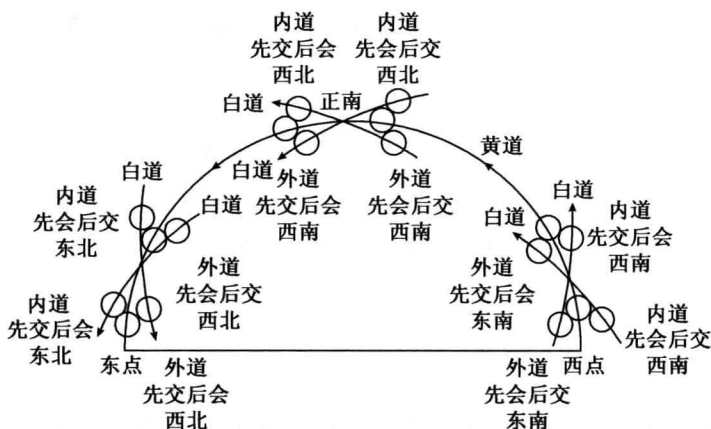 内道
先交后会
西北
内道
先会后交
西北
白道
正南
黄道
白道
外道
先交后会
西南
外道
先会后交
西南
白道
内道
先会后交
东北
白道
外道
先会后交
西北
内道
先交后会
东北
东点
外道
先交后会
西北
白道
白道
内道
先交后会
西南
外道
先交后会
东南
内道
先会后交
西南
外道
先会后交
东南
西点